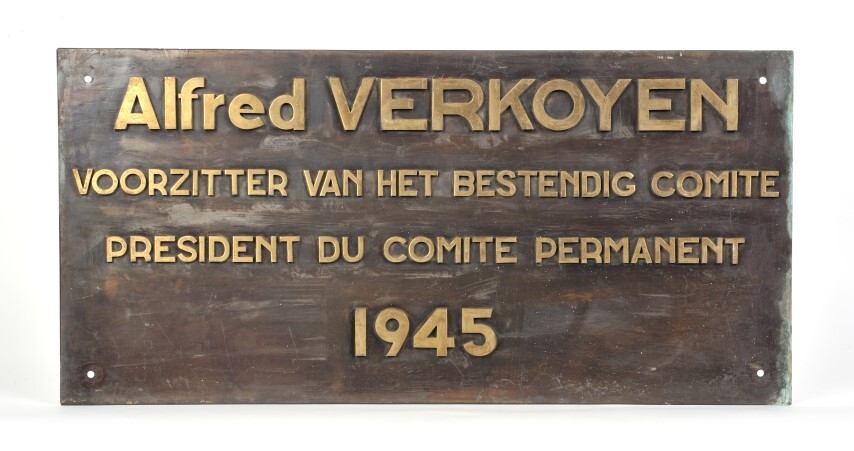 Alfred VERKOYEN
VOORZITTER VAN HET BESTENDIG COMITE
PRESIDENT DU COMITE PERMANENT
1945